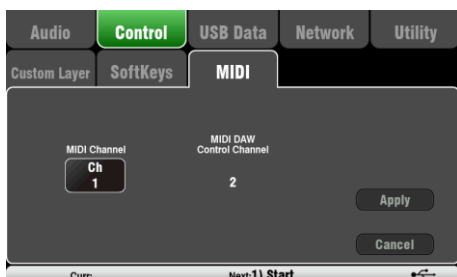 Audio Control USB Data Network Utility
Custom Layer SoftKeys MIDI
MIDI Channel
Ch
1
MIDI DAW
Control Channel
2
Apply
Cancel
Curr: Next:1) Start